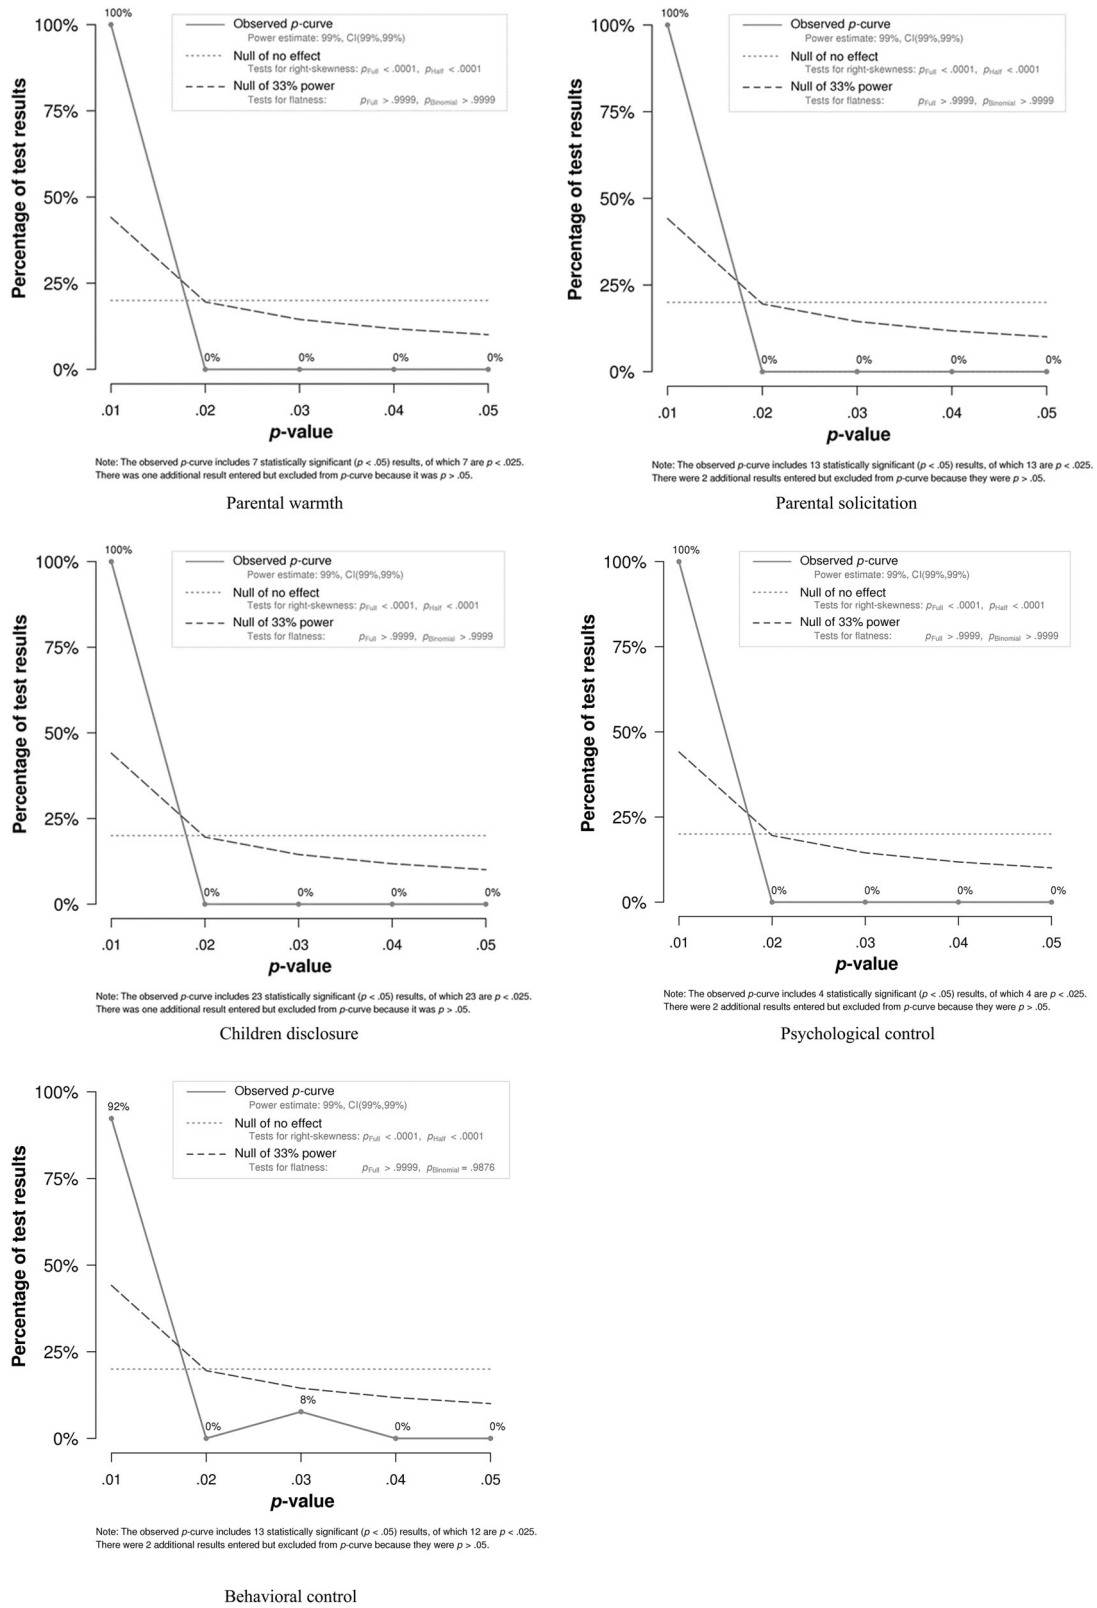 100%
100%
75%
50%
25%
0%
Percentage of test results
Observed p-curve
Power estimate: 99%, CI(99%,99%)
Null of no effect
Tests for right-skewness: pFull < .0001, pHalf < .0001
Null of 33% power
Tests for flatness: pFull > .9999, pBinomial > .9999
0% 0% 0% 0%
.01 .02 .03 .04 .05
p-value
Note: The observed p-curve includes 7 statistically significant (p < .05) results, of which 7 are p < .025.
There was one additional result entered but excluded from p-curve because it was p > .05.
Parental warmth
100%
100%
75%
50%
25%
0%
Percentage of test results
Observed p-curve
Power estimate: 99%, CI(99%,99%)
Null of no effect
Tests for right-skewness: pFull < .0001, pHalf < .0001
Null of 33% power
Tests for flatness: pFull > .9999, pBinomial > .9999
0% 0% 0% 0%
.01 .02 .03 .04 .05
p-value
Note: The observed p-curve includes 13 statistically significant (p < .05) results, of which 13 are p < .025.
There were 2 additional results entered but excluded from p-curve because they were p > .05.
Parental solicitation
100%
100%
75%
50%
25%
0%
Percentage of test results
Observed p-curve
Power estimate: 99%, CI(99%,99%)
Null of no effect
Tests for right-skewness: pFull < .0001, pHalf < .0001
Null of 33% power
Tests for flatness: pFull > .9999, pBinomial > .9999
0% 0% 0% 0%
.01 .02 .03 .04 .05
p-value
Note: The observed p-curve includes 23 statistically significant (p < .05) results, of which 23 are p < .025.
There was one additional result entered but excluded from p-curve because it was p > .05.
Children disclosure
100%
100%
75%
50%
25%
0%
Percentage of test results
Observed p-curve
Power estimate: 99%, CI(99%,99%)
Null of no effect
Tests for right-skewness: pFull < .0001, pHalf < .0001
Null of 33% power
Tests for flatness: pFull > .9999, pBinomial > .9999
0% 0% 0% 0%
.01 .02 .03 .04 .05
p-value
Note: The observed p-curve includes 4 statistically significant (p < .05) results, of which 4 are p < .025.
There were 2 additional results entered but excluded from p-curve because they were p > .05.
Psychological control
100%
92%
75%
50%
25%
0%
Percentage of test results
Observed p-curve
Power estimate: 99%, CI(99%,99%)
Null of no effect
Tests for right-skewness: pFull < .0001, pHalf < .0001
Null of 33% power
Tests for flatness: pFull > .9999, pBinomial = .9876
0% 8% 0% 0%
.01 .02 .03 .04 .05
p-value
Note: The observed p-curve includes 13 statistically significant (p < .05) results, of which 12 are p < .025.
There were 2 additional results entered but excluded from p-curve because they were p > .05.
Behavioral control